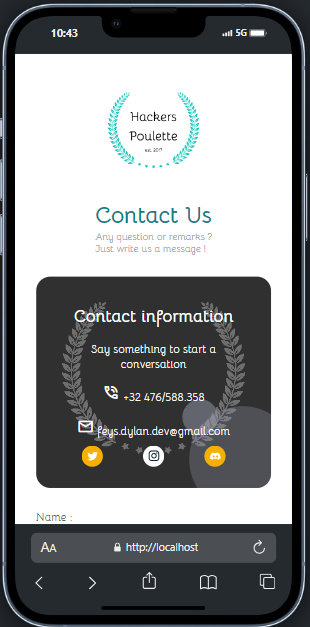 10:43
5G
Hackers
Poulette
est. 2017
Contact Us
Any question or remarks ?
Just write us a message !
Contact information
Say something to start a
conversation
+32 476/588.358
feys.dylan.dev@gmail.com
Name :
AA
http://localhost